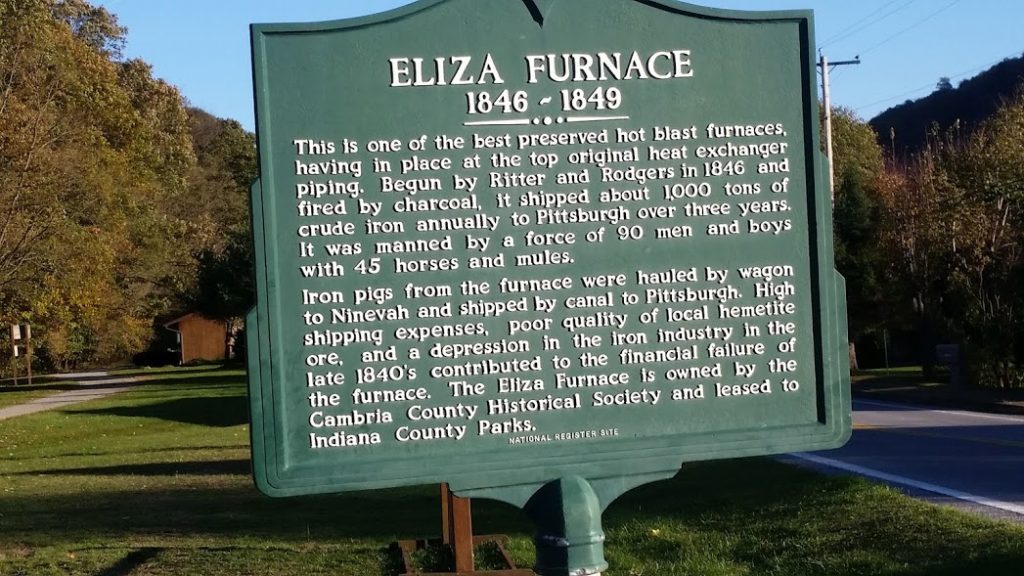 ELIZA FURNACE
1846 ~ 1849
This is one of the best preserved hot blast furnaces,
having in place at the top original heat exchanger
piping. Begun by Ritter and Rodgers in 1846 and
fired by charcoal, it shipped about 1,000 tons of
crude iron annually to Pittsburgh over three years.
It was manned by a force of 90 men and boys
with 45 horses and mules.
Iron pigs from the furnace were hauled by wagon
to Ninevah and shipped by canal to Pittsburgh. High
shipping expenses, poor quality of local hemetite
ore, and a depression in the iron industry in the
late 1840's contributed to the financial failure of
the furnace. The Eliza Furnace is owned by the
Cambria County Historical Society and leased to
Indiana County Parks.
NATIONAL REGISTER SITE